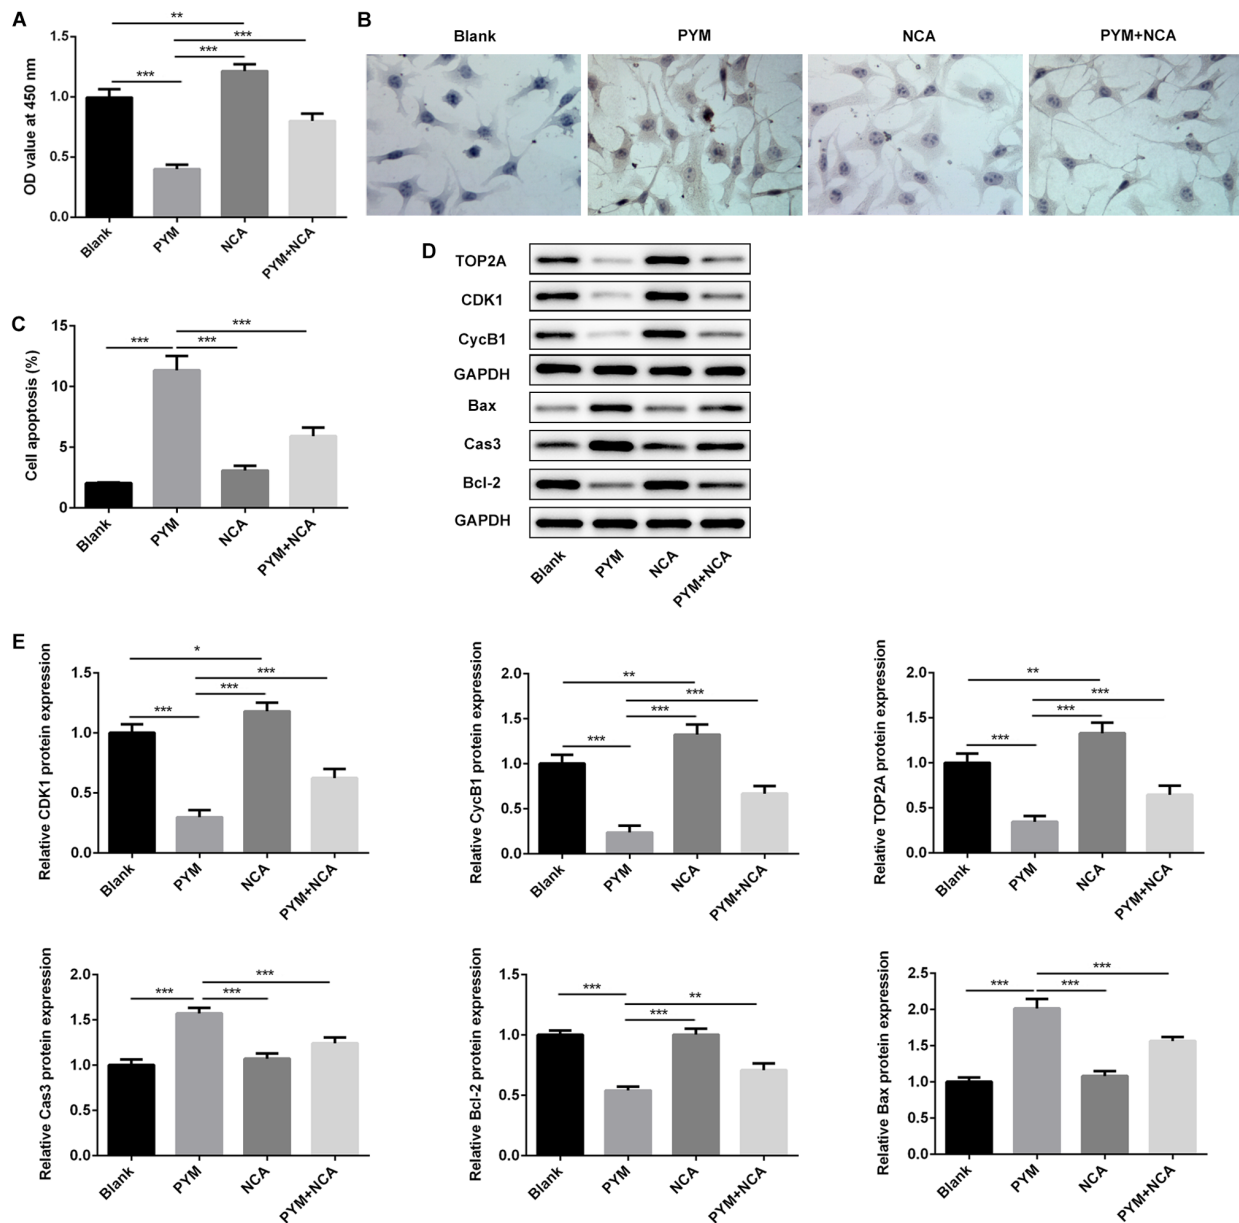 A
OD value at 450 nm
1.5
1.0
0.5
0.0
**
***
***
***
Blank
PYM
NCA
PYM+NCA
B
Blank
PYM
NCA
PYM+NCA
C
Cell apoptosis (%)
15
10
5
0
***
***
***
Blank
PYM
NCA
PYM+NCA
D
TOP2A
CDK1
CycB1
GAPDH
Bax
Cas3
Bcl-2
GAPDH
Blank
PYM
NCA
PYM+NCA
E
Relative CDK1 protein expression
1.5
1.0
0.5
0.0
*
***
***
***
Blank
PYM
NCA
PYM+NCA
Relative CycB1 protein expression
2.0
1.5
1.0
0.5
0.0
**
***
***
***
Blank
PYM
NCA
PYM+NCA
Relative TOP2A protein expression
2.0
1.5
1.0
0.5
0.0
**
***
***
***
Blank
PYM
NCA
PYM+NCA
Relative Cas3 protein expression
2.0
1.5
1.0
0.5
0.0
***
***
***
Blank
PYM
NCA
PYM+NCA
Relative Bcl-2 protein expression
1.5
1.0
0.5
0.0
***
**
***
Blank
PYM
NCA
PYM+NCA
Relative Bax protein expression
2.5
2.0
1.5
1.0
0.5
0.0
***
***
***
Blank
PYM
NCA
PYM+NCA